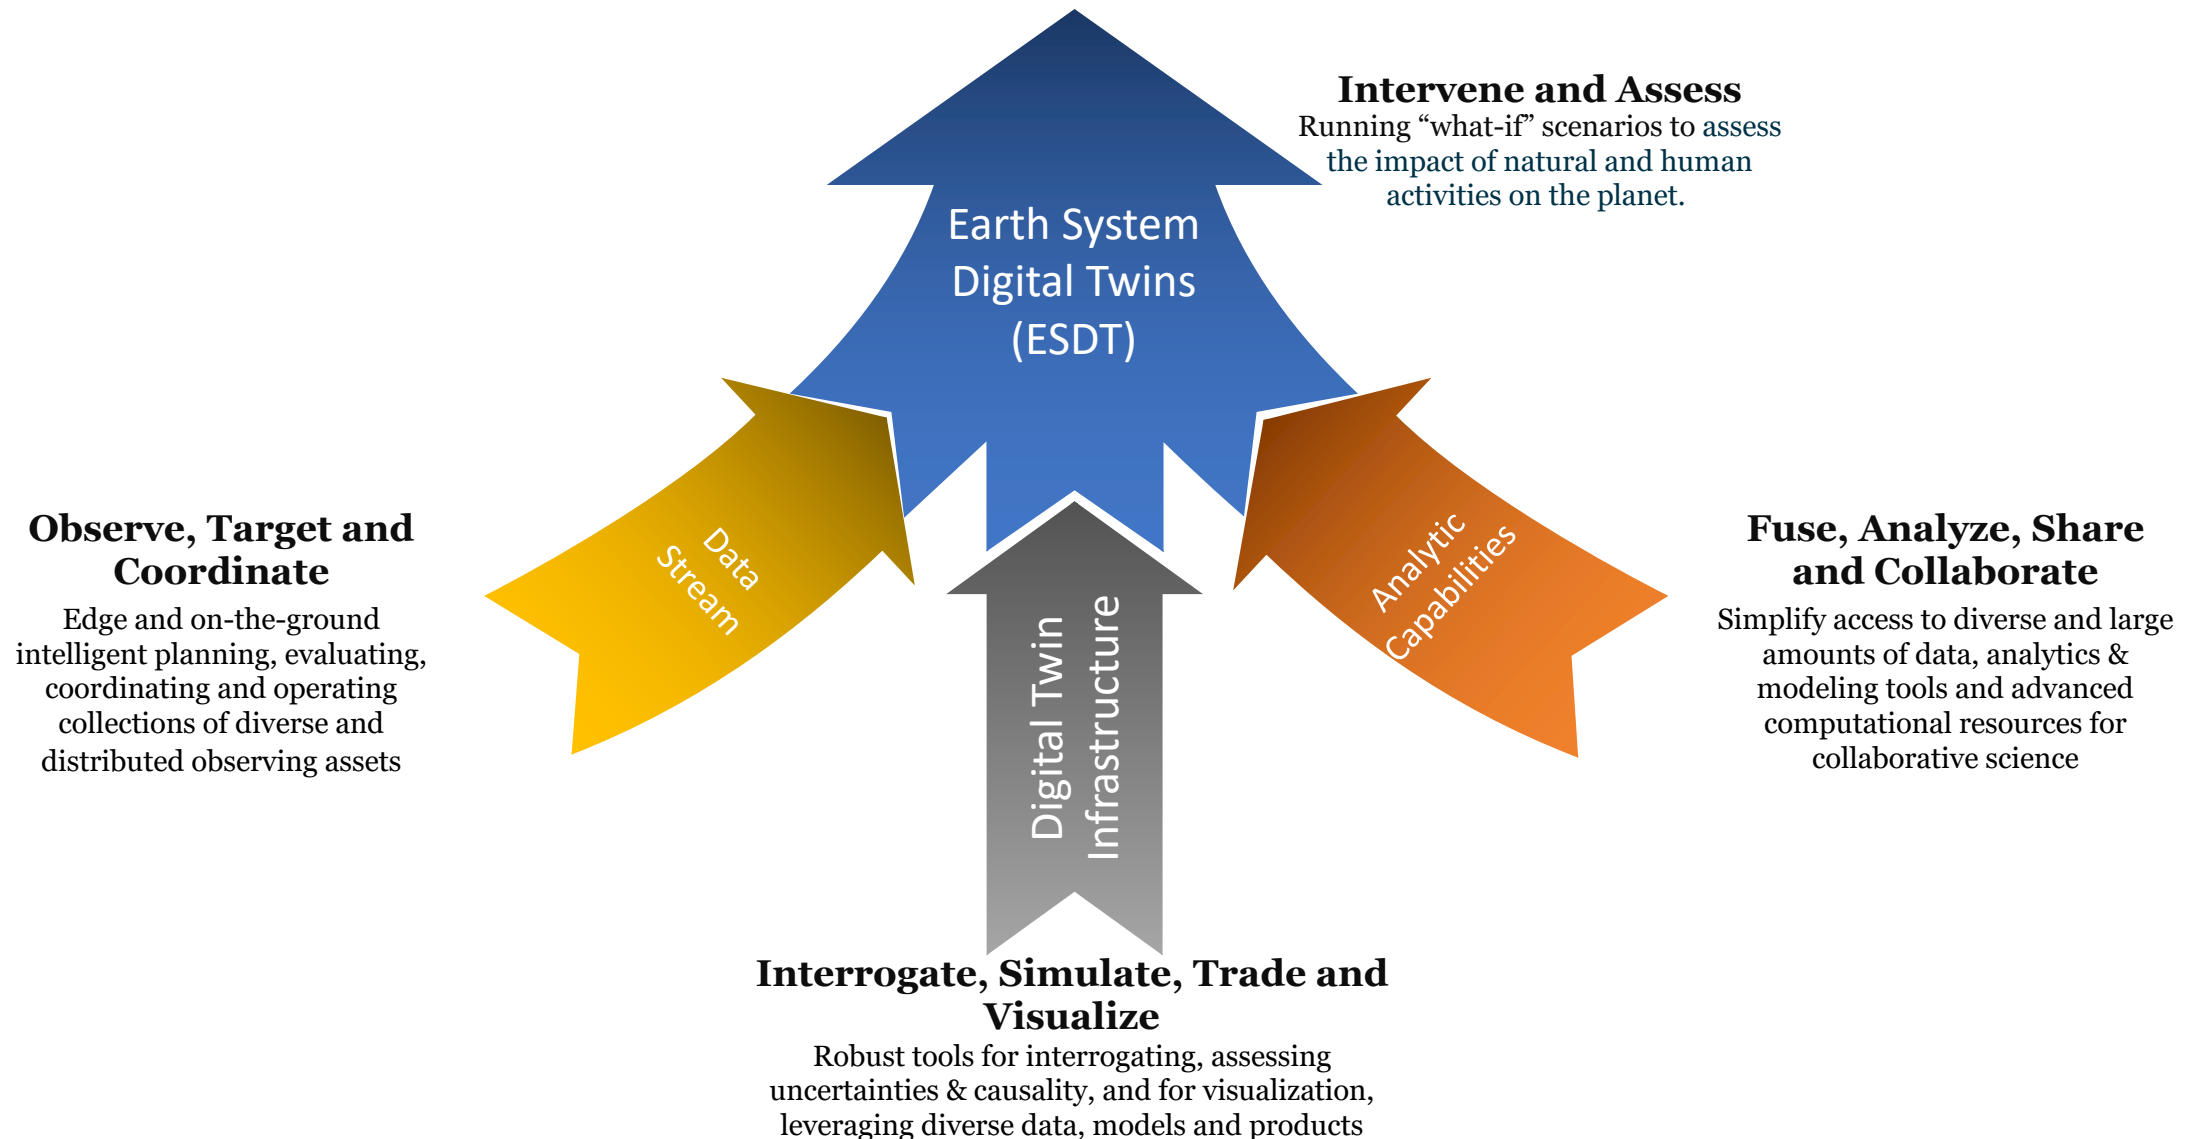 Intervene and Assess
Running “what-if” scenarios to assess
the impact of natural and human
activities on the planet.
Earth System
Digital Twins
(ESDT)
Observe, Target and
Coordinate
Edge and on-the-ground
intelligent planning, evaluating,
coordinating and operating
collections of diverse and
distributed observing assets
Data
Stream
Digital Twin
Infrastructure
Analytic
Capabilities
Fuse, Analyze, Share
and Collaborate
Simplify access to diverse and large
amounts of data, analytics &
modeling tools and advanced
computational resources for
collaborative science
Interrogate, Simulate, Trade and
Visualize
Robust tools for interrogating, assessing
uncertainties & causality, and for visualization,
leveraging diverse data, models and products